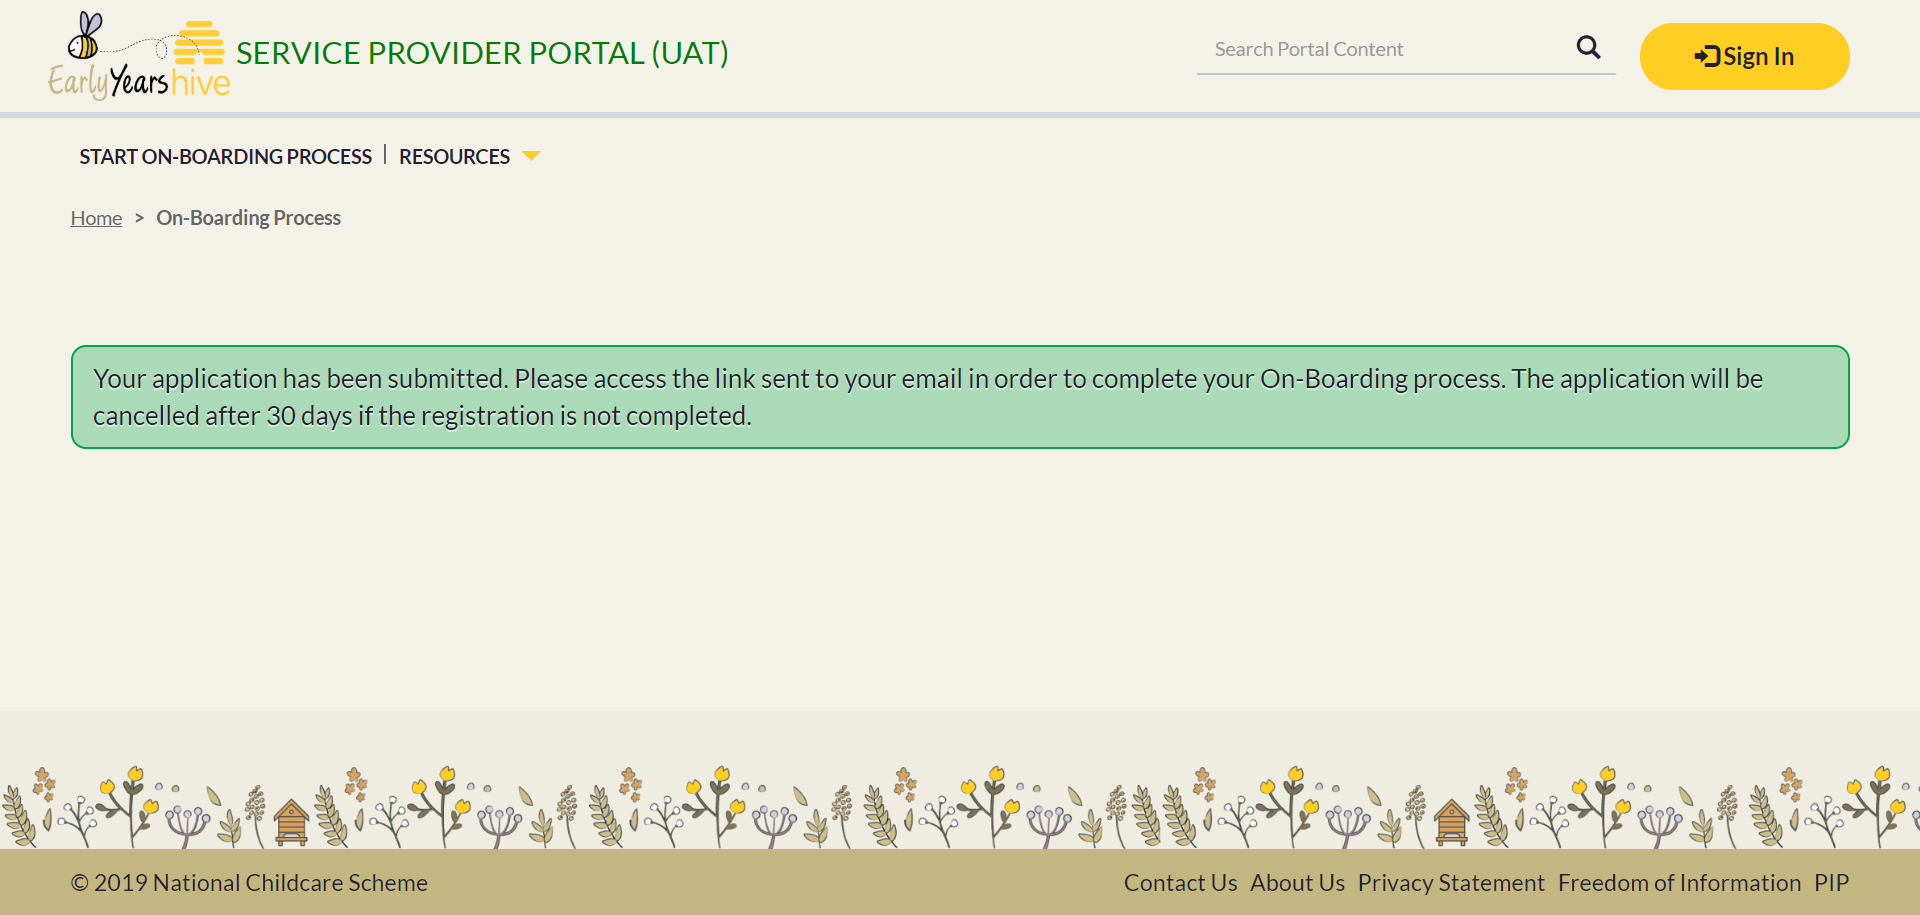 Early Years hive
SERVICE PROVIDER PORTAL (UAT)
Search Portal Content
Sign In
START ON-BOARDING PROCESS
RESOURCES
Home > On-Boarding Process
Your application has been submitted. Please access the link sent to your email in order to complete your On-Boarding process. The application will be
cancelled after 30 days if the registration is not completed.
© 2019 National Childcare Scheme
Contact Us About Us Privacy Statement Freedom of Information PIP